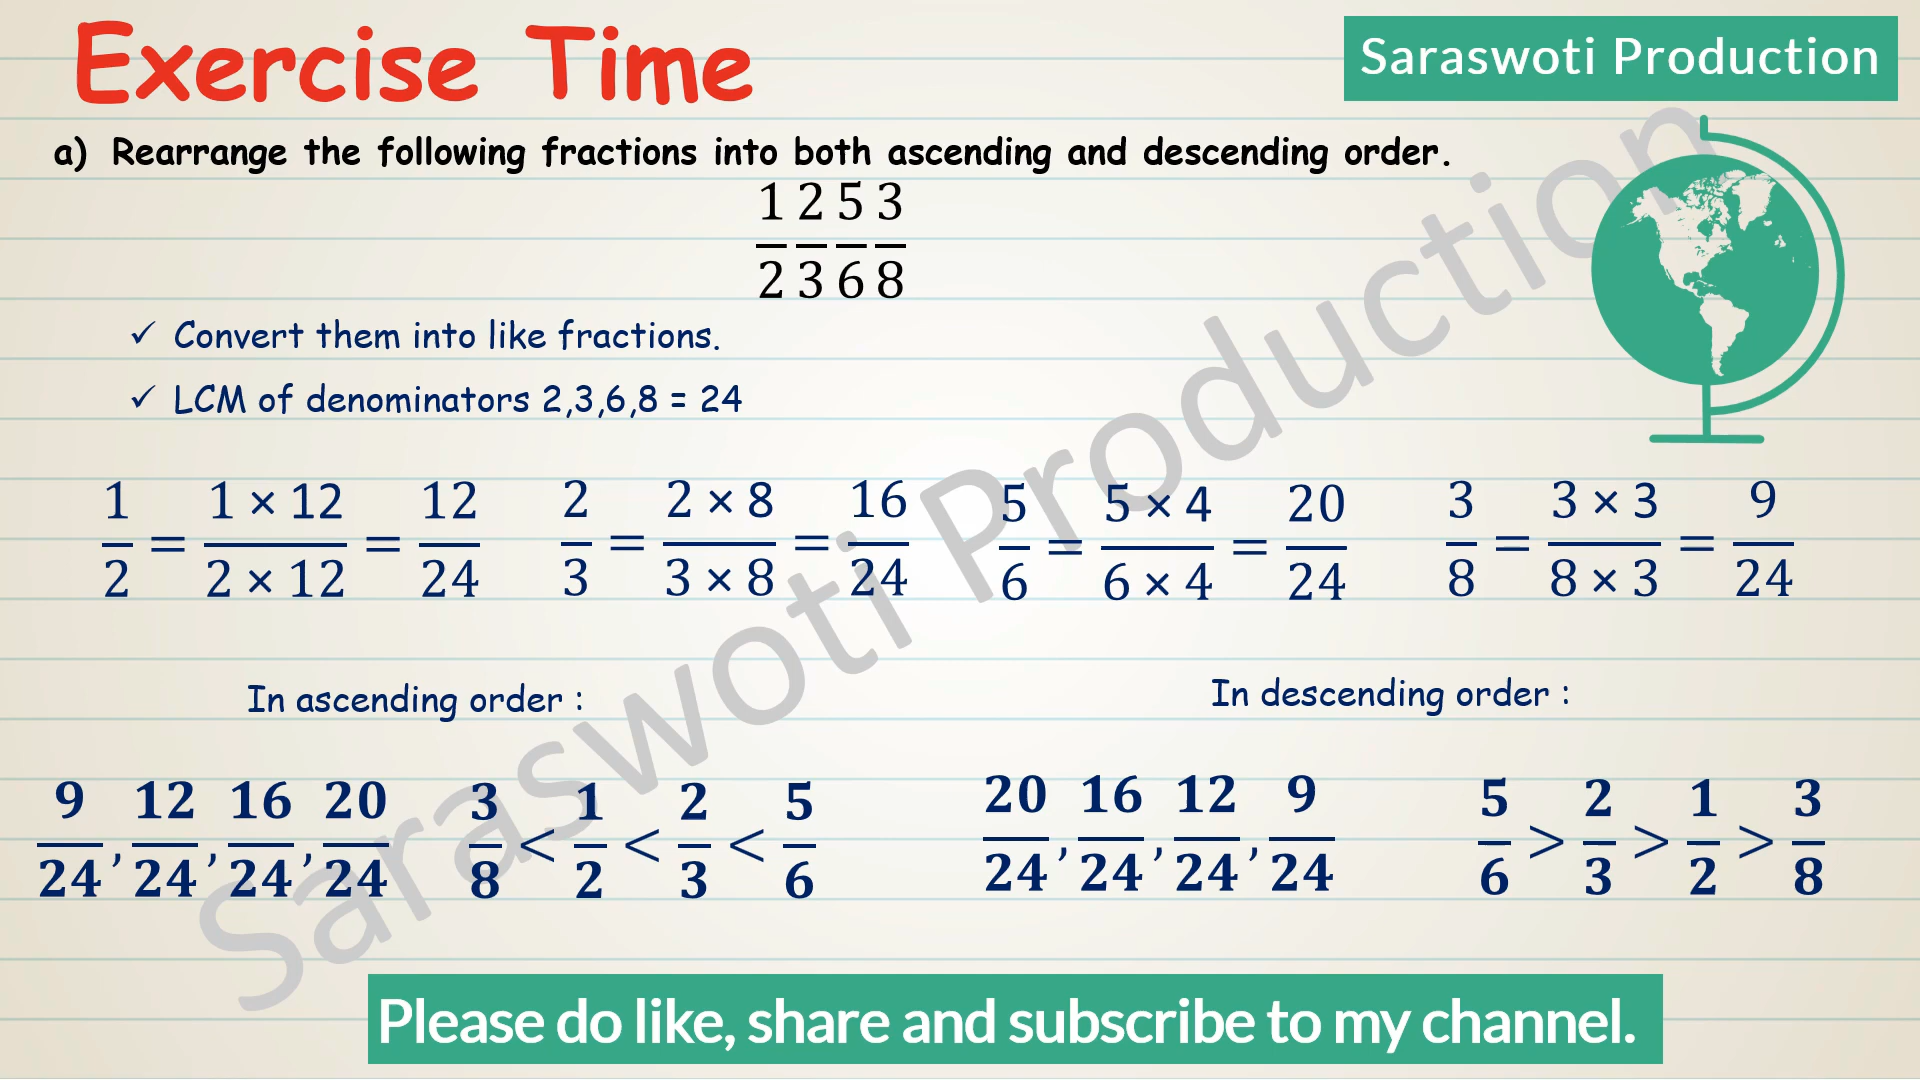 Exercise Time
Saraswoti Production
a) Rearrange the following fractions into both ascending and descending order.
1/2 2/3 5/6 3/8
✓ Convert them into like fractions.
✓ LCM of denominators 2,3,6,8 = 24
1/2 = (1 × 12)/(2 × 12) = 12/24
2/3 = (2 × 8)/(3 × 8) = 16/24
5/6 = (5 × 4)/(6 × 4) = 20/24
3/8 = (3 × 3)/(8 × 3) = 9/24
In ascending order :
9/24, 12/24, 16/24, 20/24
3/8 < 1/2 < 2/3 < 5/6
In descending order :
20/24, 16/24, 12/24, 9/24
5/6 > 2/3 > 1/2 > 3/8
Saraswoti Production
Please do like, share and subscribe to my channel.